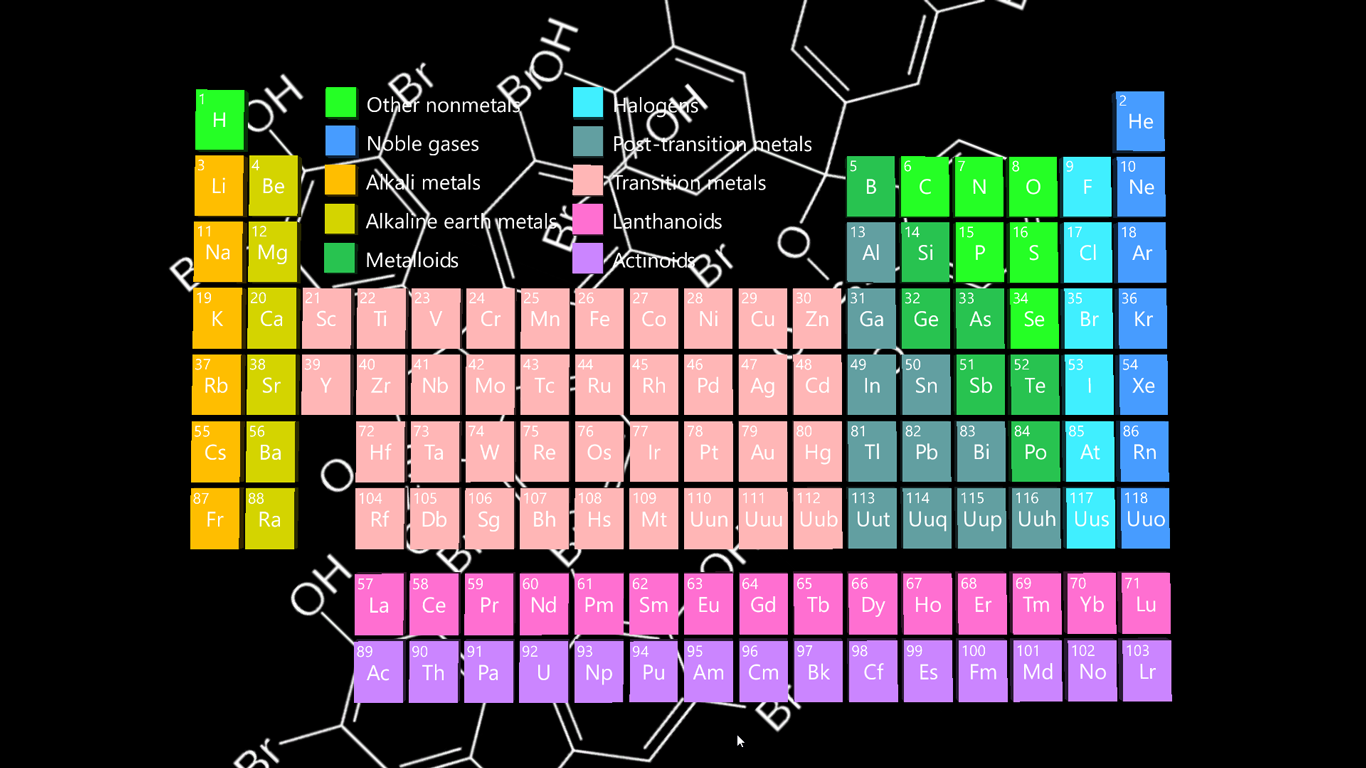 OH
Br
BrOH
OH
1 H
Other nonmetals
Halogens
2 He
Noble gases
Post-transition metals
3 Li 4 Be
Alkali metals
Transition metals
5 B 6 C 7 N 8 O 9 F 10 Ne
Alkaline earth metals
Lanthanoids
Br
O
11 Na 12 Mg
Metalloids
Actinoids
Br
13 Al 14 Si 15 P 16 S 17 Cl 18 Ar
19 K 20 Ca 21 Sc 22 Ti 23 V 24 Cr 25 Mn 26 Fe 27 Co 28 Ni 29 Cu 30 Zn 31 Ga 32 Ge 33 As 34 Se 35 Br 36 Kr
37 Rb 38 Sr 39 Y 40 Zr 41 Nb 42 Mo 43 Tc 44 Ru 45 Rh 46 Pd 47 Ag 48 Cd 49 In 50 Sn 51 Sb 52 Te 53 I 54 Xe
55 Cs 56 Ba 72 Hf 73 Ta 74 W 75 Re 76 Os 77 Ir 78 Pt 79 Au 80 Hg 81 Tl 82 Pb 83 Bi 84 Po 85 At 86 Rn
O
87 Fr 88 Ra 104 Rf 105 Db 106 Sg 107 Bh 108 Hs 109 Mt 110 Uun 111 Uuu 112 Uub 113 Uut 114 Uuq 115 Uup 116 Uuh 117 Uus 118 Uuo
OH
57 La 58 Ce 59 Pr 60 Nd 61 Pm 62 Sm 63 Eu 64 Gd 65 Tb 66 Dy 67 Ho 68 Er 69 Tm 70 Yb 71 Lu
89 Ac 90 Th 91 Pa 92 U 93 Np 94 Pu 95 Am 96 Cm 97 Bk 98 Cf 99 Es 100 Fm 101 Md 102 No 103 Lr
Br
Br